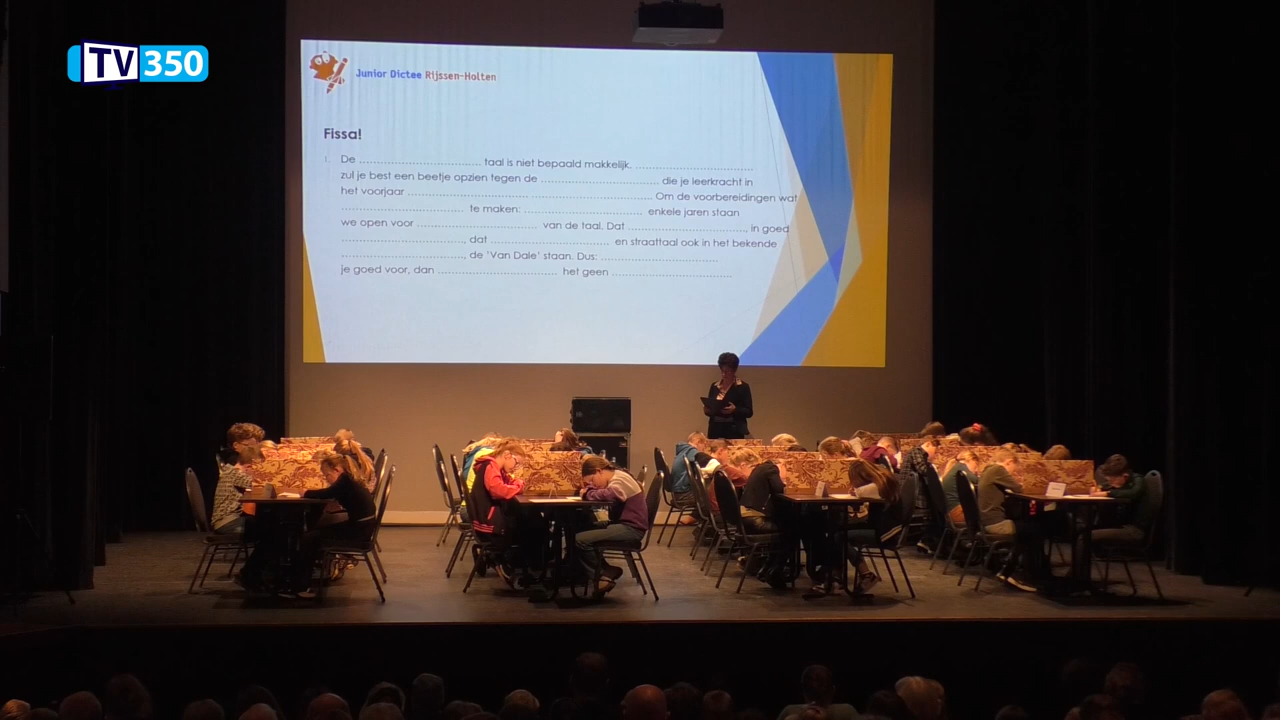 TV 350
Junior Dictee Rijssen-Holten
Fissa!
1. De .................................. taal is niet bepaald makkelijk. ..................................
zul je best een beetje opzien tegen de .................................. die je leerkracht in
het voorjaar .................................. .................................. Om de voorbereidingen wat
.................................. te maken: .................................. enkele jaren staan
we open voor .................................. van de taal. Dat .................................., in goed
.................................., dat .................................. en straattaal ook in het bekende
.................................., de 'Van Dale' staan. Dus: ..................................
je goed voor, dan .................................. het geen ..................................